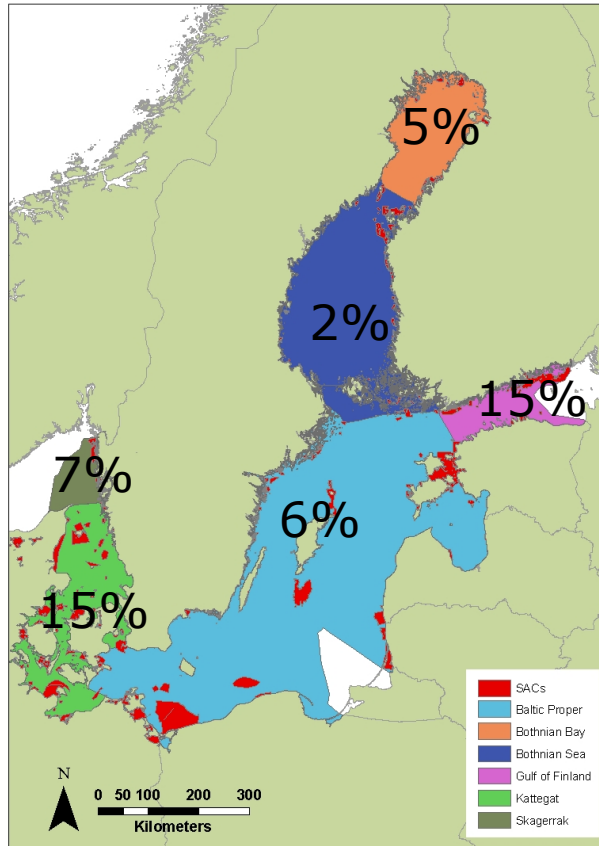 5%
2%
15%
7%
6%
15%
SACs
Baltic Proper
Bothnian Bay
Bothnian Sea
Gulf of Finland
Kattegat
Skagerrak
N
0 50 100 200 300
Kilometers